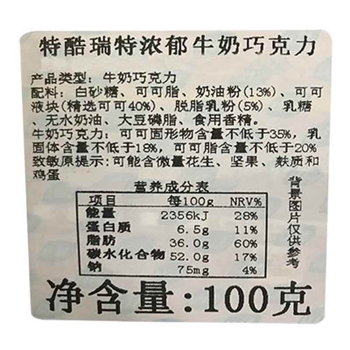 特酷瑞特浓郁牛奶巧克力
产品类型：牛奶巧克力
配料：白砂糖、可可脂、奶油粉(13%)、可可
液块(精选可可40%)、脱脂乳粉(5%)、乳糖
、无水奶油、大豆磷脂、食用香精。
牛奶巧克力：可可固形物含量不低于35%，乳
固体含量不低于18%，可可脂含量不低于20%
致敏原提示：可能含微量花生、坚果、麸质和
鸡蛋
营养成分表
项目 每100g NRV%
能量 2356kJ 28%
蛋白质 6.5g 11%
脂肪 36.0g 60%
碳水化合物 52.0g 17%
钠 75mg 4%
背景图片仅供参考
净含量:100克